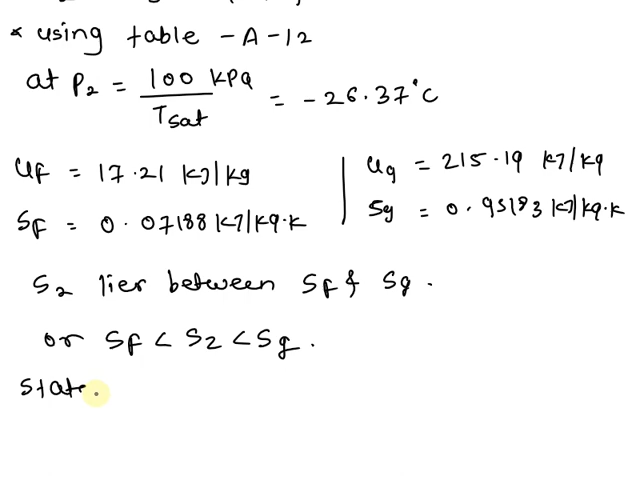 * using table - A - 12
at P2 = 100 kPa / Tsat = - 26.37°C
uf = 17.21 kJ/kg | ug = 215.19 kJ/kg
Sf = 0.07188 kJ/kg.k | Sg = 0.95183 kJ/kg.k
S2 lier between Sf & Sg .
or Sf < S2 < Sg .
State